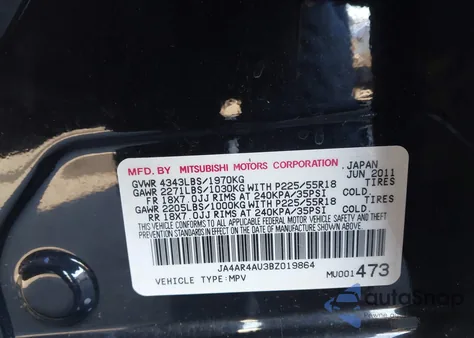 MFD. BY MITSUBISHI MOTORS CORPORATION JAPAN
GVWR 4343LBS/1970KG JUN 2011
GAWR 2271LBS/1030KG WITH P225/55R18 TIRES
FR 18X7.0JJ RIMS AT 240KPA/35PSI COLD
GAWR 2205LBS/1000KG WITH P225/55R18 TIRES
RR 18X7.0JJ RIMS AT 240KPA/35PSI COLD
THIS VEHICLE CONFORMS TO ALL APPLICABLE FEDERAL
MOTOR VEHICLE SAFETY AND THEFT PREVENTION STANDARDS
IN EFFECT ON THE DATE OF MANUFACTURE SHOWN ABOVE.
JA4AR4AU3BZ019864
VEHICLE TYPE:MPV MU001473
autoSnap